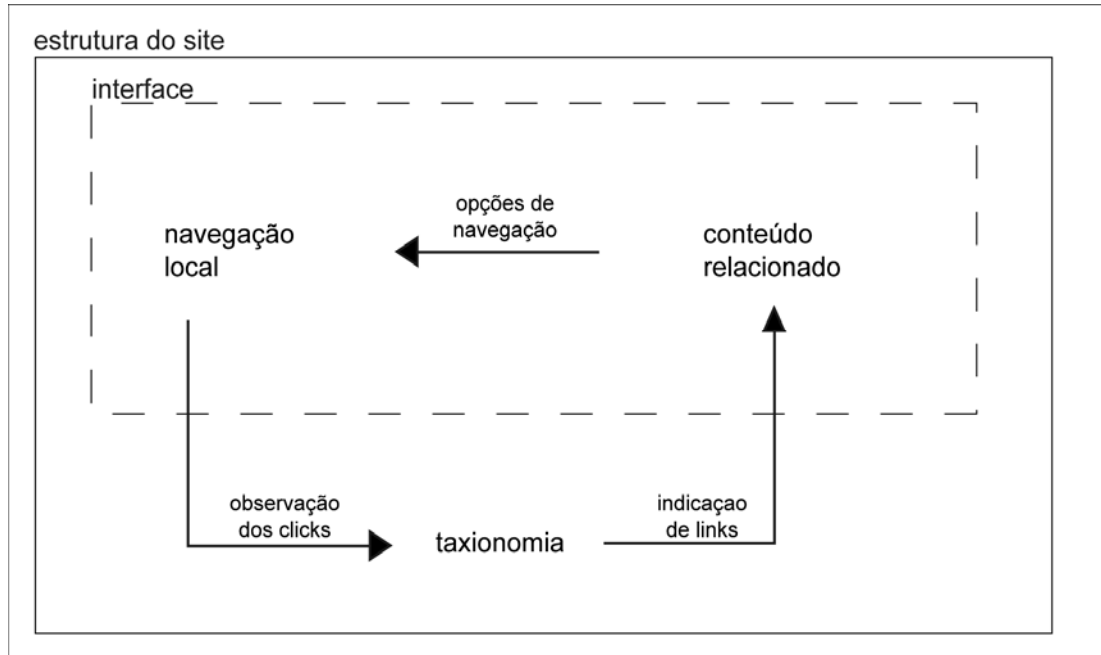 estrutura do site
interface
opções de
navegação
navegação
local
conteúdo
relacionado
observação
dos clicks
taxionomia
indicaçao
de links